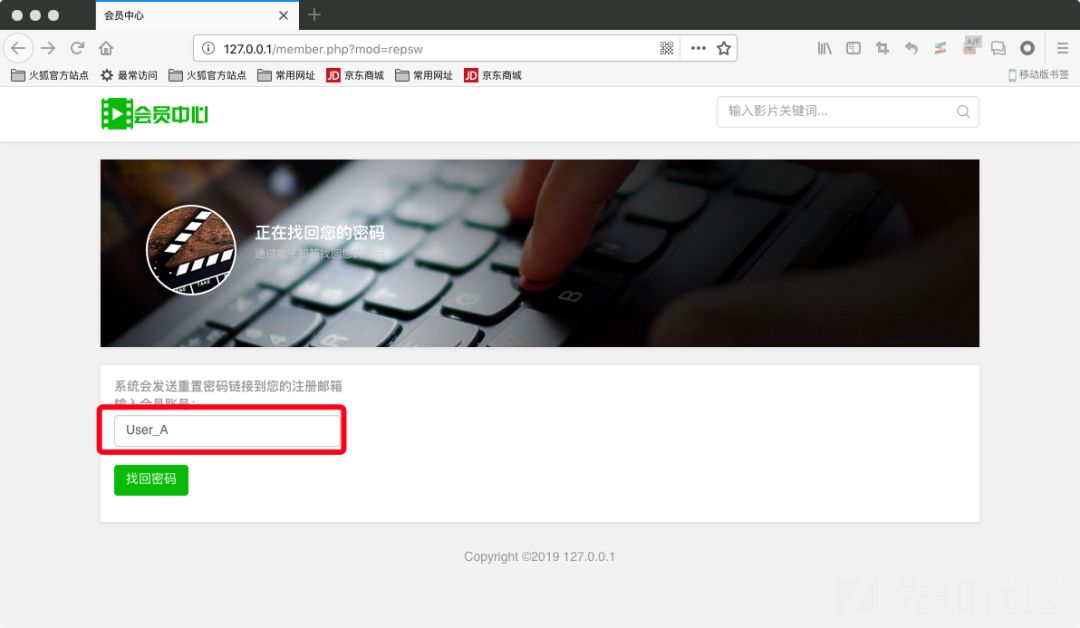 会员中心
127.0.0.1/member.php?mod=repsw
火狐官方站点 最常访问 火狐官方站点 常用网址 JD 京东商城 常用网址 JD 京东商城 移动版书签
会员中心 输入影片关键词...
正在找回您的密码
通过电子邮箱找回您的
系统会发送重置密码链接到您的注册邮箱
输入会员账号:
User_A
找回密码
Copyright ©2019 127.0.0.1
先知社区